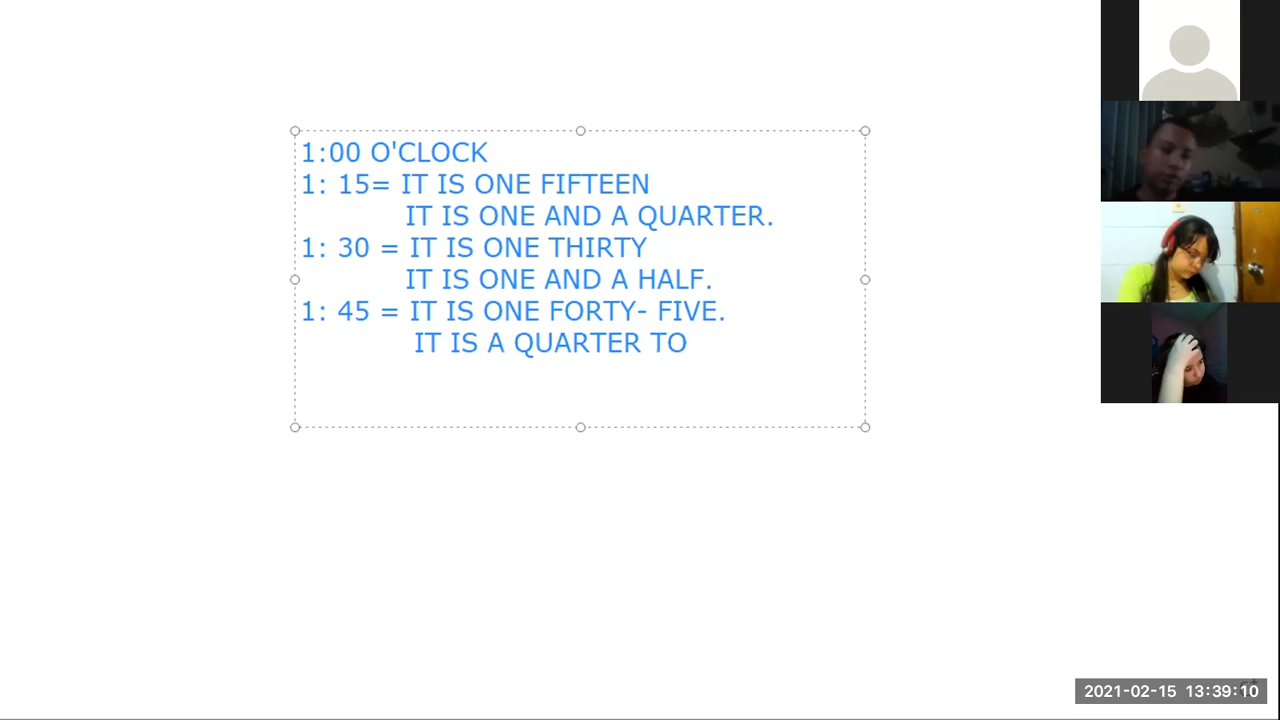 1:00 O'CLOCK
1: 15= IT IS ONE FIFTEEN
IT IS ONE AND A QUARTER.
1: 30 = IT IS ONE THIRTY
IT IS ONE AND A HALF.
1: 45 = IT IS ONE FORTY- FIVE.
IT IS A QUARTER TO
2021-02-15 13:39:10